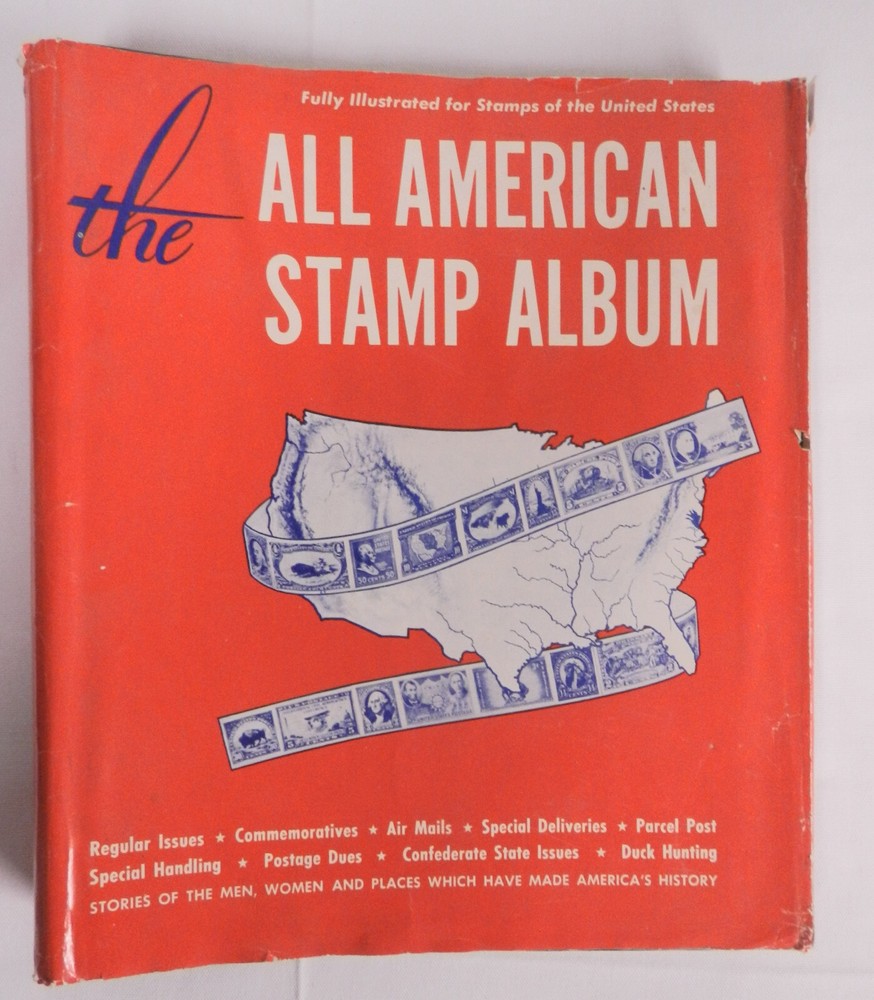 Fully Illustrated for Stamps of the United States
the ALL AMERICAN
STAMP ALBUM
Regular Issues ★ Commemoratives ★ Air Mails ★ Special Deliveries ★ Parcel Post
Special Handling ★ Postage Dues ★ Confederate State Issues ★ Duck Hunting
STORIES OF THE MEN, WOMEN AND PLACES WHICH HAVE MADE AMERICA'S HISTORY